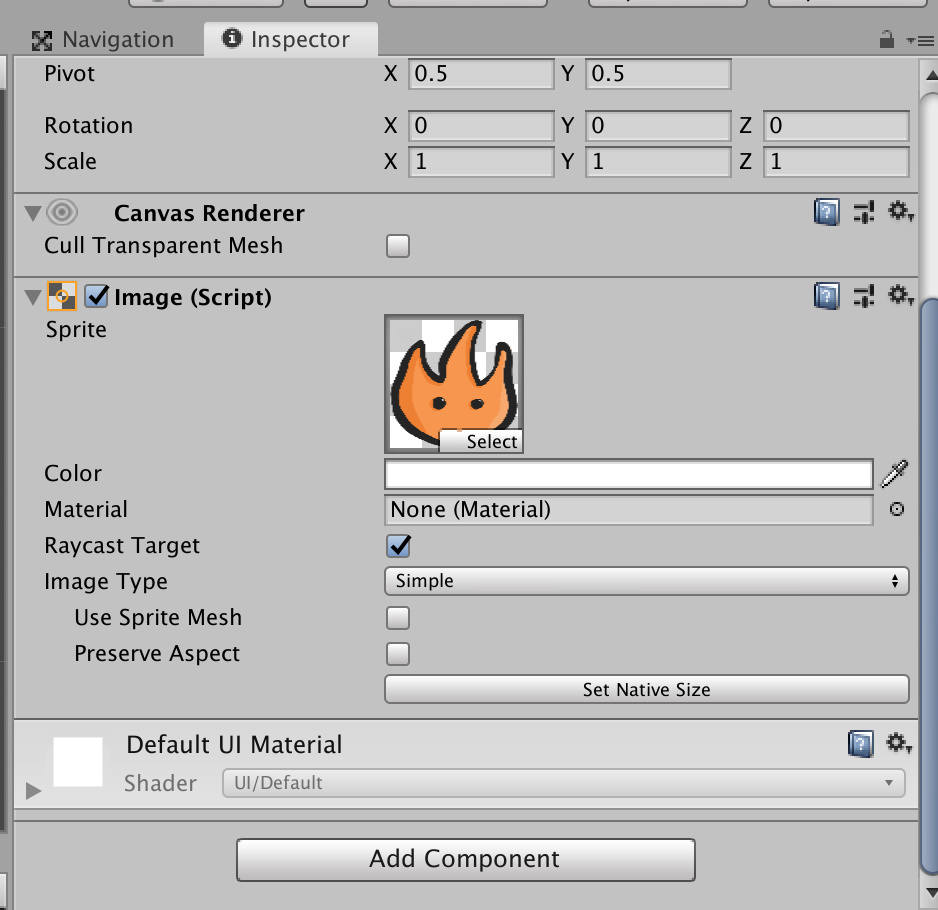 Navigation Inspector
Pivot X 0.5 Y 0.5
Rotation X 0 Y 0 Z 0
Scale X 1 Y 1 Z 1
Canvas Renderer
Cull Transparent Mesh
Image (Script)
Sprite
Select
Color
Material None (Material)
Raycast Target
Image Type Simple
Use Sprite Mesh
Preserve Aspect
Set Native Size
Default UI Material
Shader UI/Default
Add Component